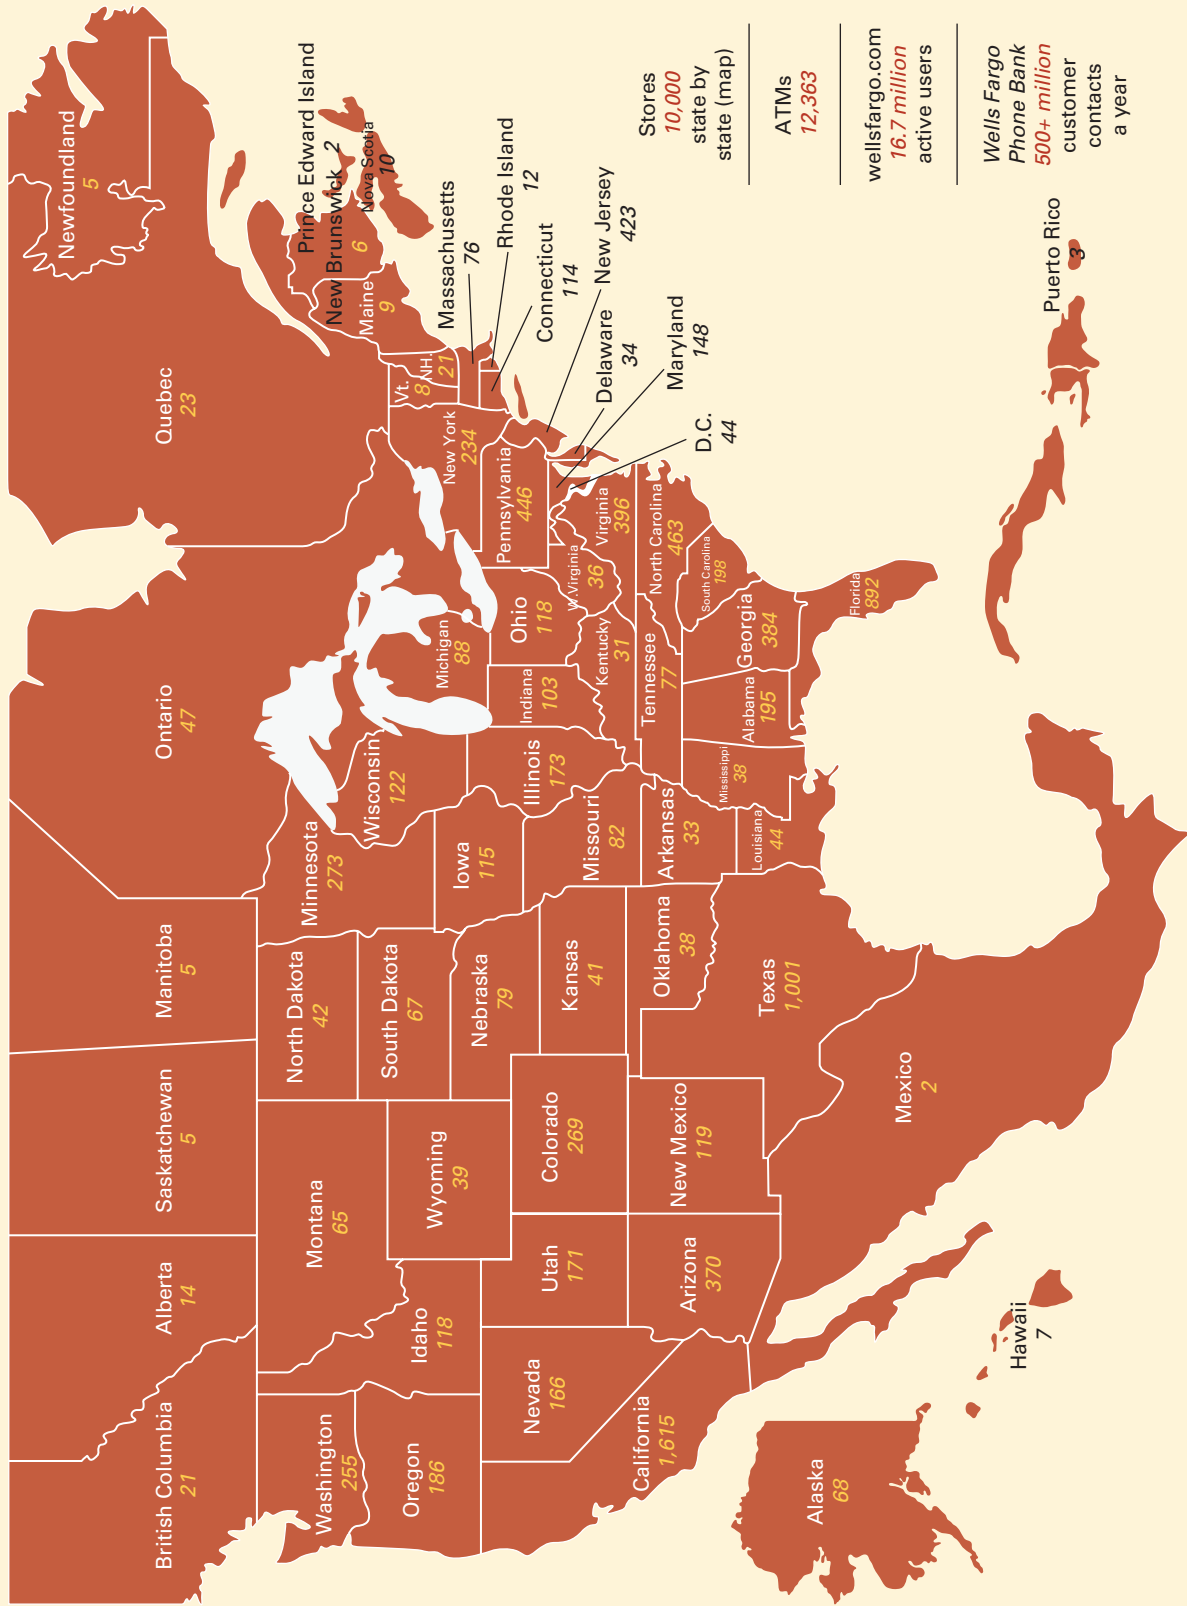 British Columbia
21
Alberta
14
Saskatchewan
5
Manitoba
5
Ontario
47
Quebec
23
Newfoundland
5
Prince Edward Island
2
New Brunswick
6
Nova Scotia
10
Washington
255
Oregon
186
Idaho
118
Montana
65
North Dakota
42
South Dakota
67
Minnesota
273
Wisconsin
122
Michigan
88
New York
234
Vt.
8
NH.
21
Maine
9
Massachusetts
76
Rhode Island
12
Connecticut
114
New Jersey
423
Delaware
34
Maryland
148
D.C.
44
Wyoming
39
Nebraska
79
Iowa
115
Illinois
173
Indiana
103
Ohio
118
Pennsylvania
446
California
1,615
Nevada
166
Utah
171
Colorado
269
Kansas
41
Missouri
82
Kentucky
31
W.Virginia
36
Virginia
396
Arizona
370
New Mexico
119
Oklahoma
38
Arkansas
33
Tennessee
77
North Carolina
463
South Carolina
198
Texas
1,001
Louisiana
44
Mississippi
38
Alabama
195
Georgia
384
Florida
892
Alaska
68
Hawaii
7
Mexico
2
Puerto Rico
3
Stores
10,000
state by
state (map)
ATMs
12,363
wellsfargo.com
16.7 million
active users
Wells Fargo
Phone Bank
500+ million
customer
contacts
a year